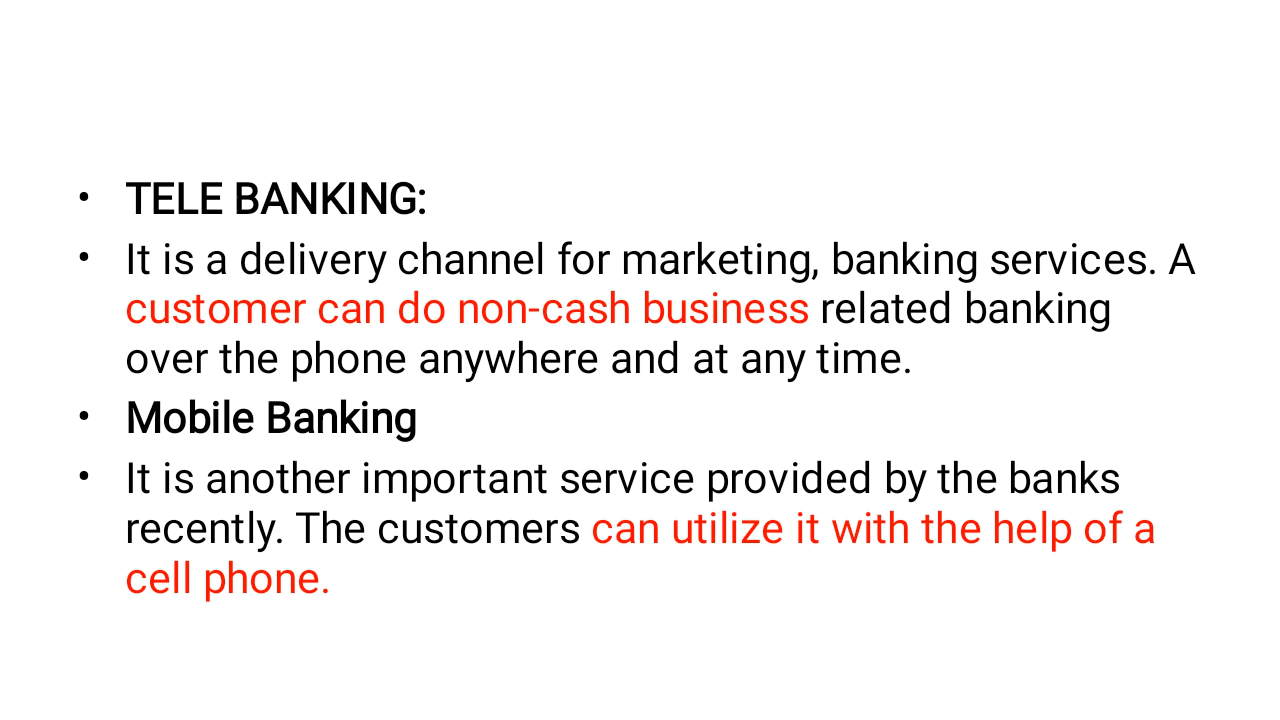 • TELE BANKING:
• It is a delivery channel for marketing, banking services. A
customer can do non-cash business related banking
over the phone anywhere and at any time.
• Mobile Banking
• It is another important service provided by the banks
recently. The customers can utilize it with the help of a
cell phone.